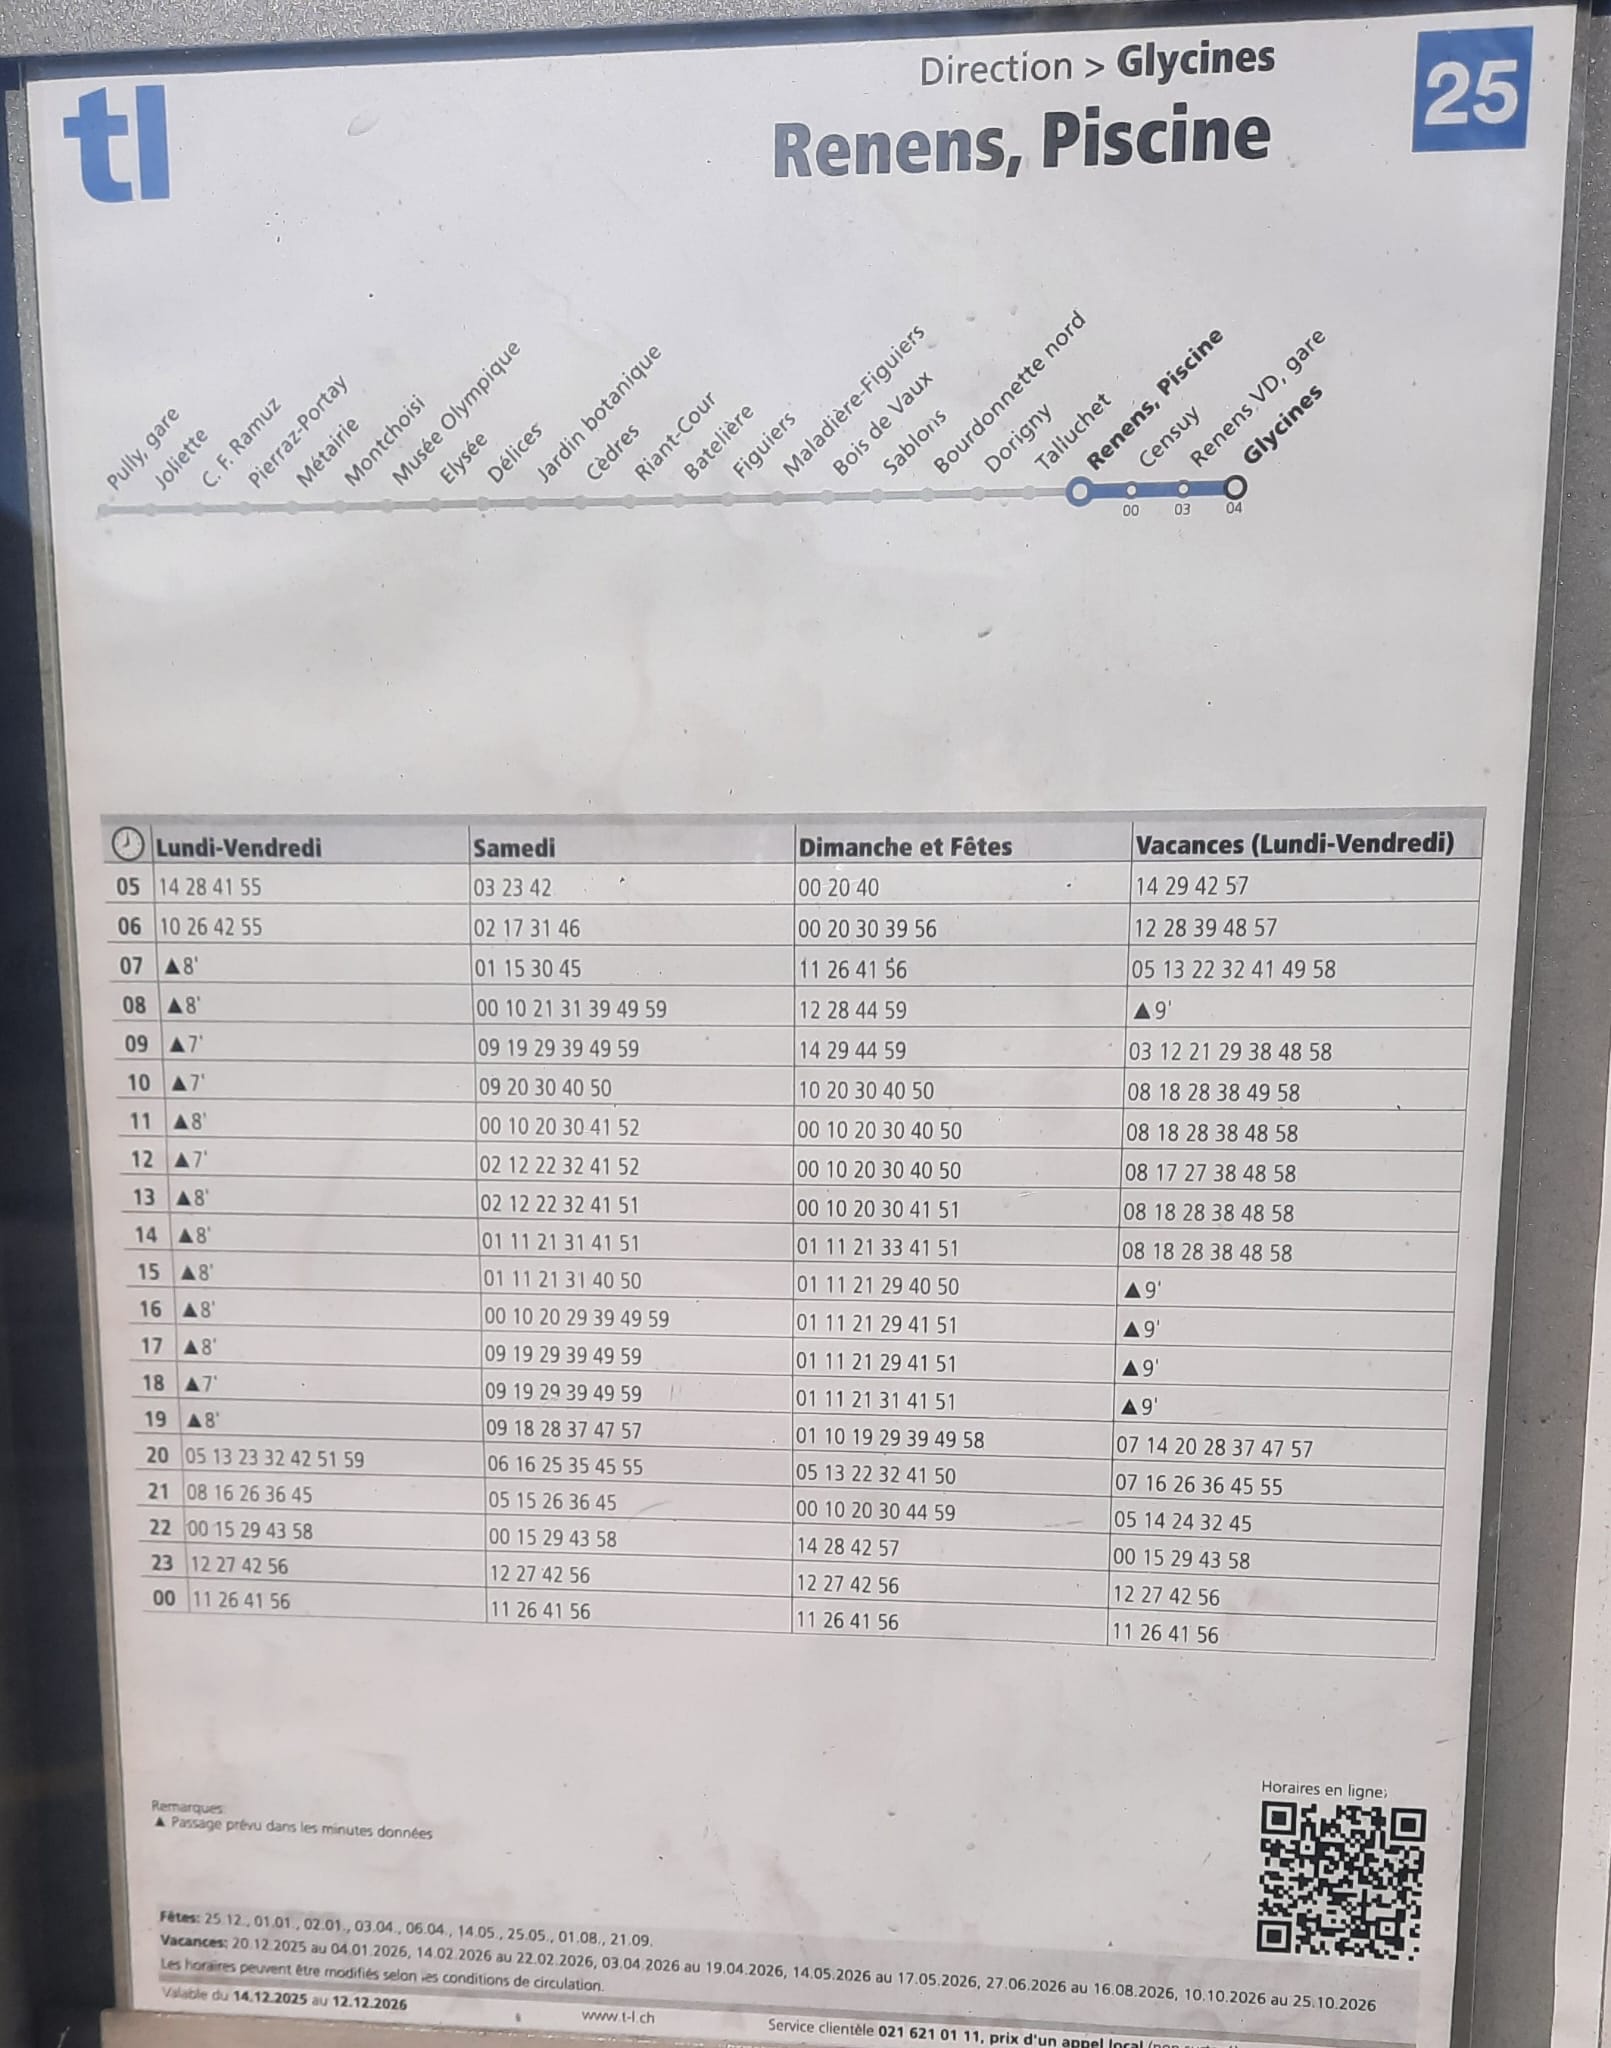 tl
Direction > Glycines
25
Renens, Piscine
Pully, gare
Joliette
C. F. Ramuz
Pierraz-Portay
Métairie
Montchoisi
Musée Olympique
Elysée
Délices
Jardin botanique
Cèdres
Riant-Cour
Batelière
Figuiers
Maladière-Figuiers
Bois de Vaux
Sablons
Bourdonnette nord
Dorigny
Talluchet
Renens, Piscine
Censuy
Renens VD, gare
Glycines
00 03 04
Lundi-Vendredi Samedi Dimanche et Fêtes Vacances (Lundi-Vendredi)
05 14 28 41 55 03 23 42 00 20 40 14 29 42 57
06 10 26 42 55 02 17 31 46 00 20 30 39 56 12 28 39 48 57
07 ▲8' 01 15 30 45 11 26 41 56 05 13 22 32 41 49 58
08 ▲8' 00 10 21 31 39 49 59 12 28 44 59 ▲9'
09 ▲7' 09 19 29 39 49 59 14 29 44 59 03 12 21 29 38 48 58
10 ▲7' 09 20 30 40 50 10 20 30 40 50 08 18 28 38 49 58
11 ▲8' 00 10 20 30 41 52 00 10 20 30 40 50 08 18 28 38 48 58
12 ▲7' 02 12 22 32 41 52 00 10 20 30 40 50 08 17 27 38 48 58
13 ▲8' 02 12 22 32 41 51 00 10 20 30 41 51 08 18 28 38 48 58
14 ▲8' 01 11 21 31 41 51 01 11 21 33 41 51 08 18 28 38 48 58
15 ▲8' 01 11 21 31 40 50 01 11 21 29 40 50 ▲9'
16 ▲8' 00 10 20 29 39 49 59 01 11 21 29 41 51 ▲9'
17 ▲8' 09 19 29 39 49 59 01 11 21 29 41 51 ▲9'
18 ▲7' 09 19 29 39 49 59 01 11 21 31 41 51 ▲9'
19 ▲8' 09 18 28 37 47 57 01 10 19 29 39 49 58 07 14 20 28 37 47 57
20 05 13 23 32 42 51 59 06 16 25 35 45 55 05 13 22 32 41 50 07 16 26 36 45 55
21 08 16 26 36 45 05 15 26 36 45 00 10 20 30 44 59 05 14 24 32 45
22 00 15 29 43 58 00 15 29 43 58 14 28 42 57 00 15 29 43 58
23 12 27 42 56 12 27 42 56 12 27 42 56 12 27 42 56
00 11 26 41 56 11 26 41 56 11 26 41 56 11 26 41 56
Horaires en ligne:
Remarques:
▲ Passage prévu dans les minutes données
Fêtes: 25.12., 01.01., 02.01., 03.04., 06.04., 14.05., 25.05., 01.08., 21.09.
Vacances: 20.12.2025 au 04.01.2026, 14.02.2026 au 22.02.2026, 03.04.2026 au 19.04.2026, 14.05.2026 au 17.05.2026, 27.06.2026 au 16.08.2026, 10.10.2026 au 25.10.2026
Les horaires peuvent être modifiés selon les conditions de circulation.
Valable du 14.12.2025 au 12.12.2026
www.t-l.ch
Service clientèle 021 621 01 11, prix d'un appel local